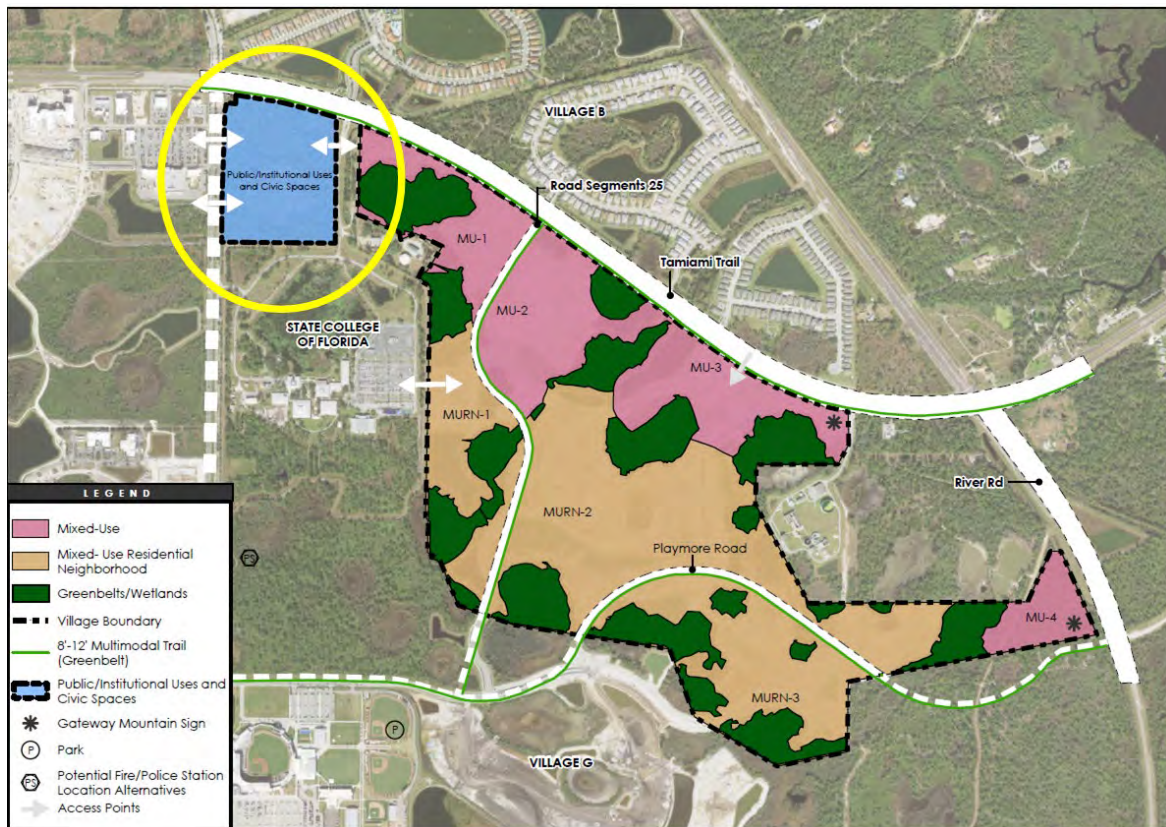 VILLAGE B
Public/Institutional Uses
and Civic Spaces
Road Segments 25
MU-1
Tamiami Trail
MU-2
STATE COLLEGE
OF FLORIDA
MU-3
MURN-1
River Rd
LEGEND
Mixed-Use
Mixed- Use Residential
Neighborhood
Greenbelts/Wetlands
Village Boundary
8'-12' Multimodal Trail
(Greenbelt)
Public/Institutional Uses and
Civic Spaces
Gateway Mountain Sign
P
Park
PS
Potential Fire/Police Station
Location Alternatives
Access Points
PS
MURN-2
Playmore Road
MU-4
MURN-3
P
VILLAGE G